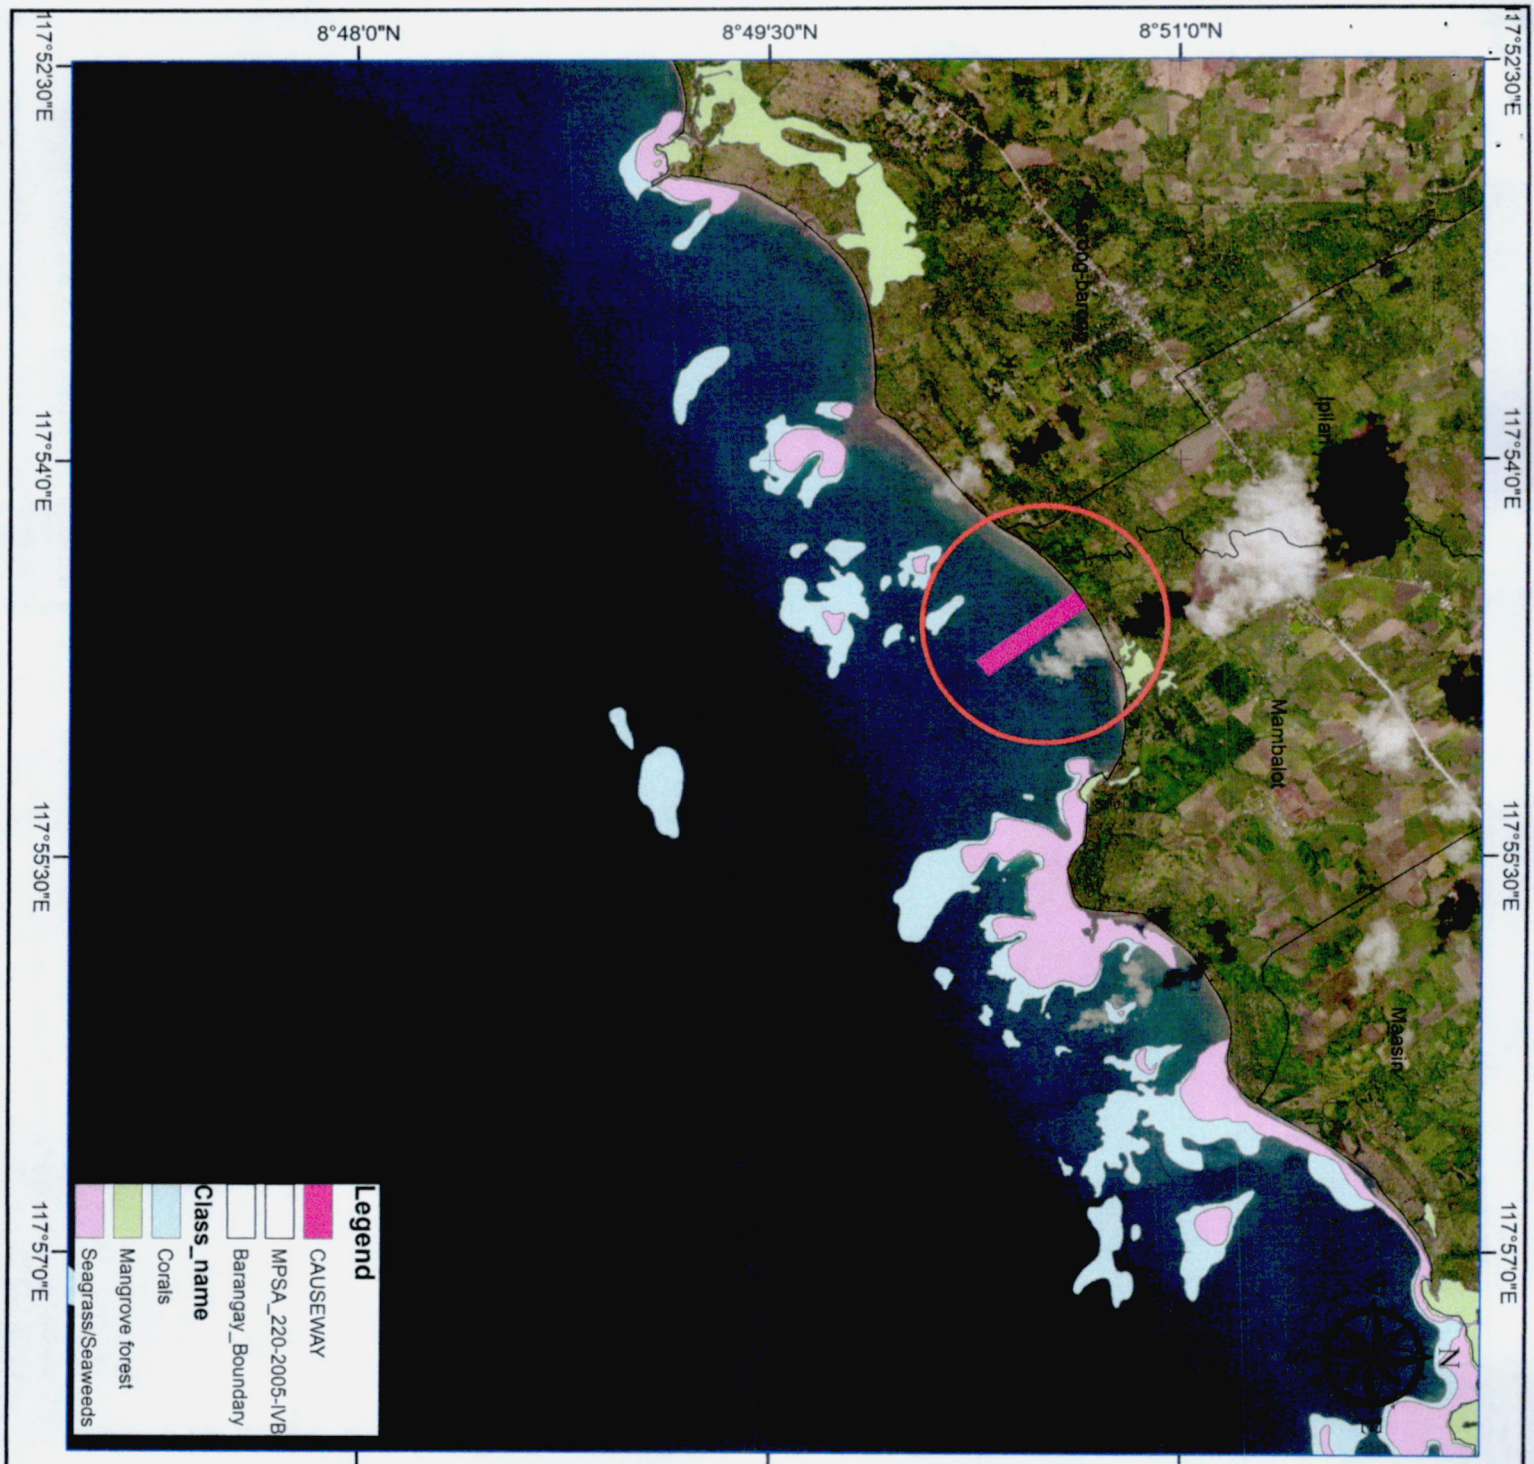 8°48'0"N
8°49'30"N
8°51'0"N
117°52'30"E
117°54'0"E
117°55'30"E
117°57'0"E
117°52'30"E
117°54'0"E
117°55'30"E
117°57'0"E
Ipilan
Mambalot
Maasin
N
E
Legend
CAUSEWAY
MPSA_220-2005-IVB
Barangay_Boundary
Class_name
Corals
Mangrove forest
Seagrass/Seaweeds